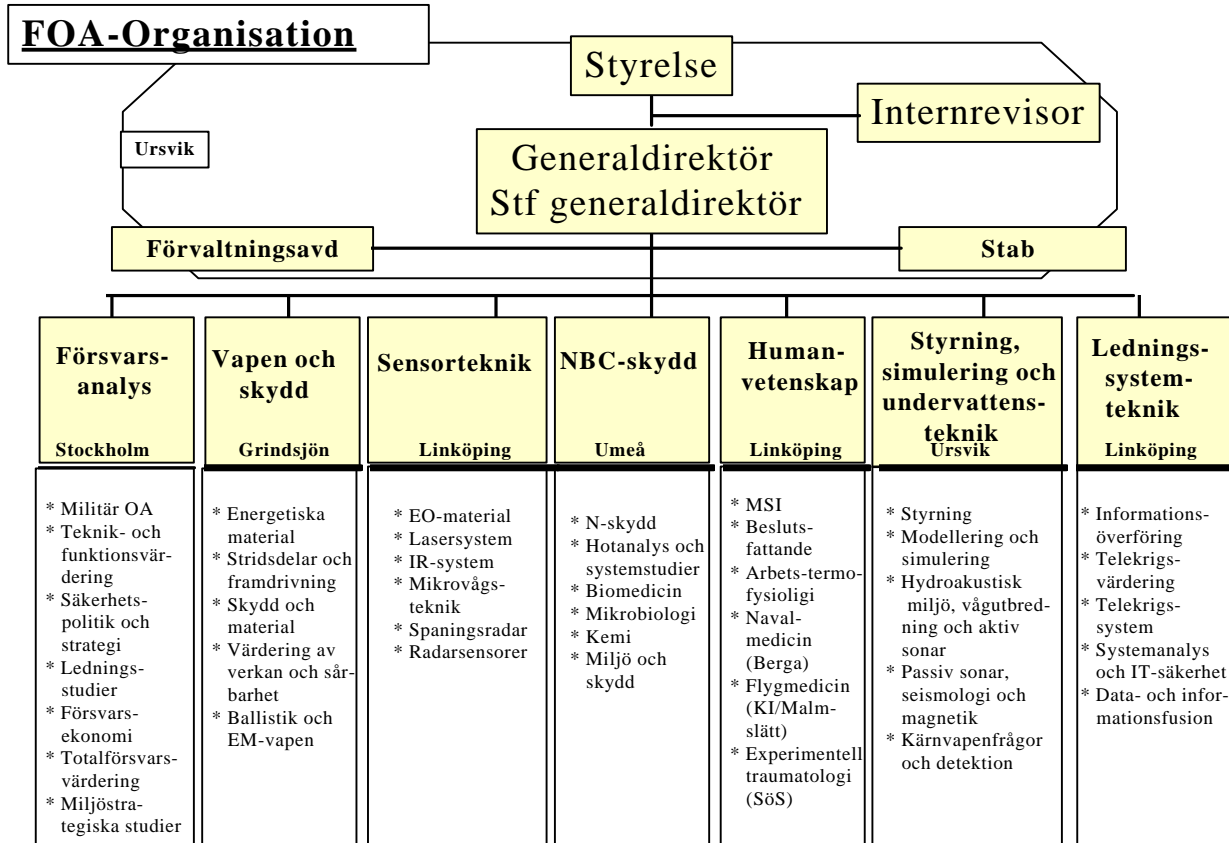 FOA-Organisation
Styrelse
Internrevisor
Ursvik
Generaldirektör
Stf generaldirektör
Förvaltningsavd
Stab
Försvars-
analys
Stockholm
* Militär OA
* Teknik- och
funktionsvär-
dering
* Säkerhets-
politik och
strategi
* Lednings-
studier
* Försvars-
ekonomi
* Totalförsvars-
värdering
* Miljöstra-
tegiska studier
Vapen och
skydd
Grindsjön
* Energetiska
material
* Stridsdelar och
framdrivning
* Skydd och
material
* Värdering av
verkan och sår-
barhet
* Ballistik och
EM-vapen
Sensorteknik
Linköping
* EO-material
* Lasersystem
* IR-system
* Mikrovågs-
teknik
* Spaningsradar
* Radarsensorer
NBC-skydd
Umeå
* N-skydd
* Hotanalys och
systemstudier
* Biomedicin
* Mikrobiologi
* Kemi
* Miljö och
skydd
Human-
vetenskap
Linköping
* MSI
* Besluts-
fattande
* Arbets-termo-
fysioligi
* Naval-
medicin
(Berga)
* Flygmedicin
(KI/Malm-
slätt)
* Experimentell
traumatologi
(SöS)
Styrning,
simulering och
undervattens-
teknik
Ursvik
* Styrning
* Modellering och
simulering
* Hydroakustisk
miljö, vågutbred-
ning och aktiv
sonar
* Passiv sonar,
seismologi och
magnetik
* Kärnvapenfrågor
och detektion
Lednings-
system-
teknik
Linköping
* Informations-
överföring
* Telekrigs-
värdering
* Telekrigs-
system
* Systemanalys
och IT-säkerhet
* Data- och infor-
mationsfusion